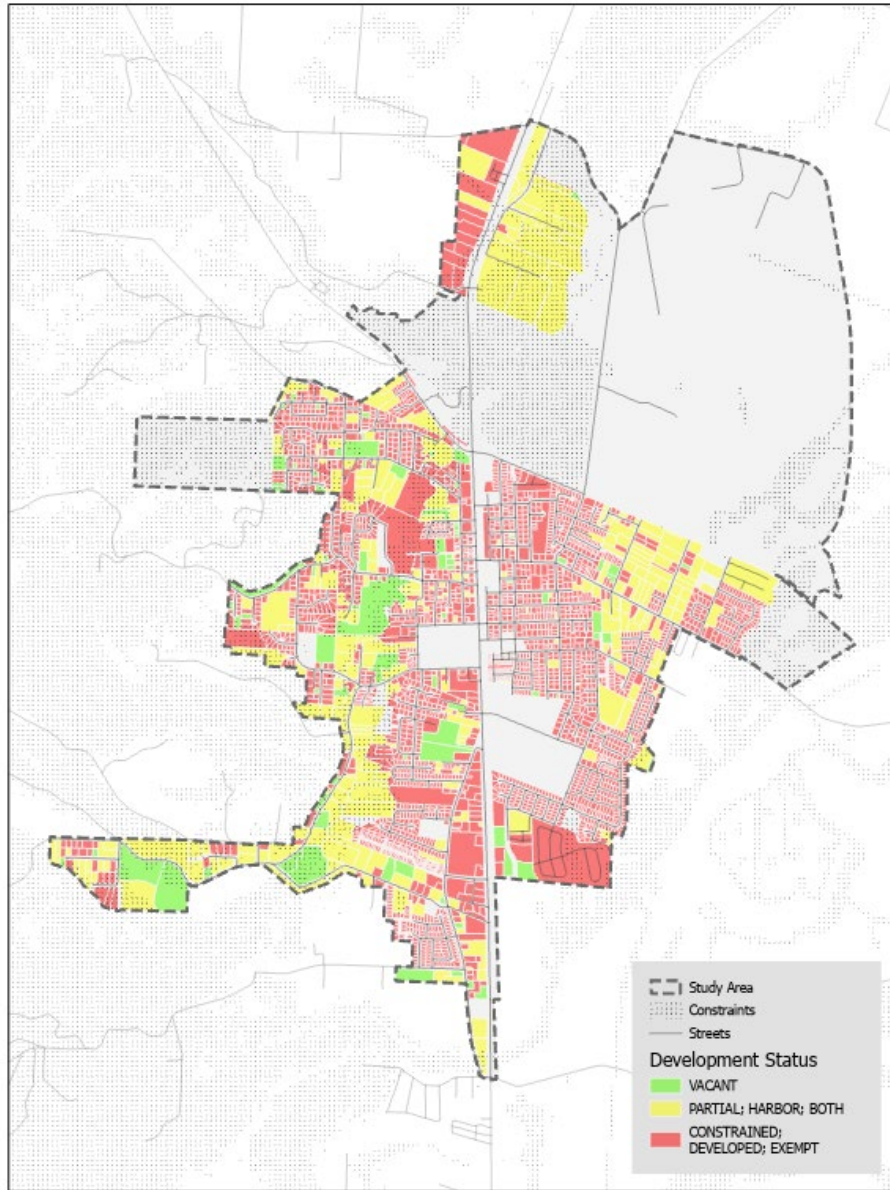 Study Area
Constraints
Streets
Development Status
VACANT
PARTIAL; HARBOR; BOTH
CONSTRAINED;
DEVELOPED; EXEMPT